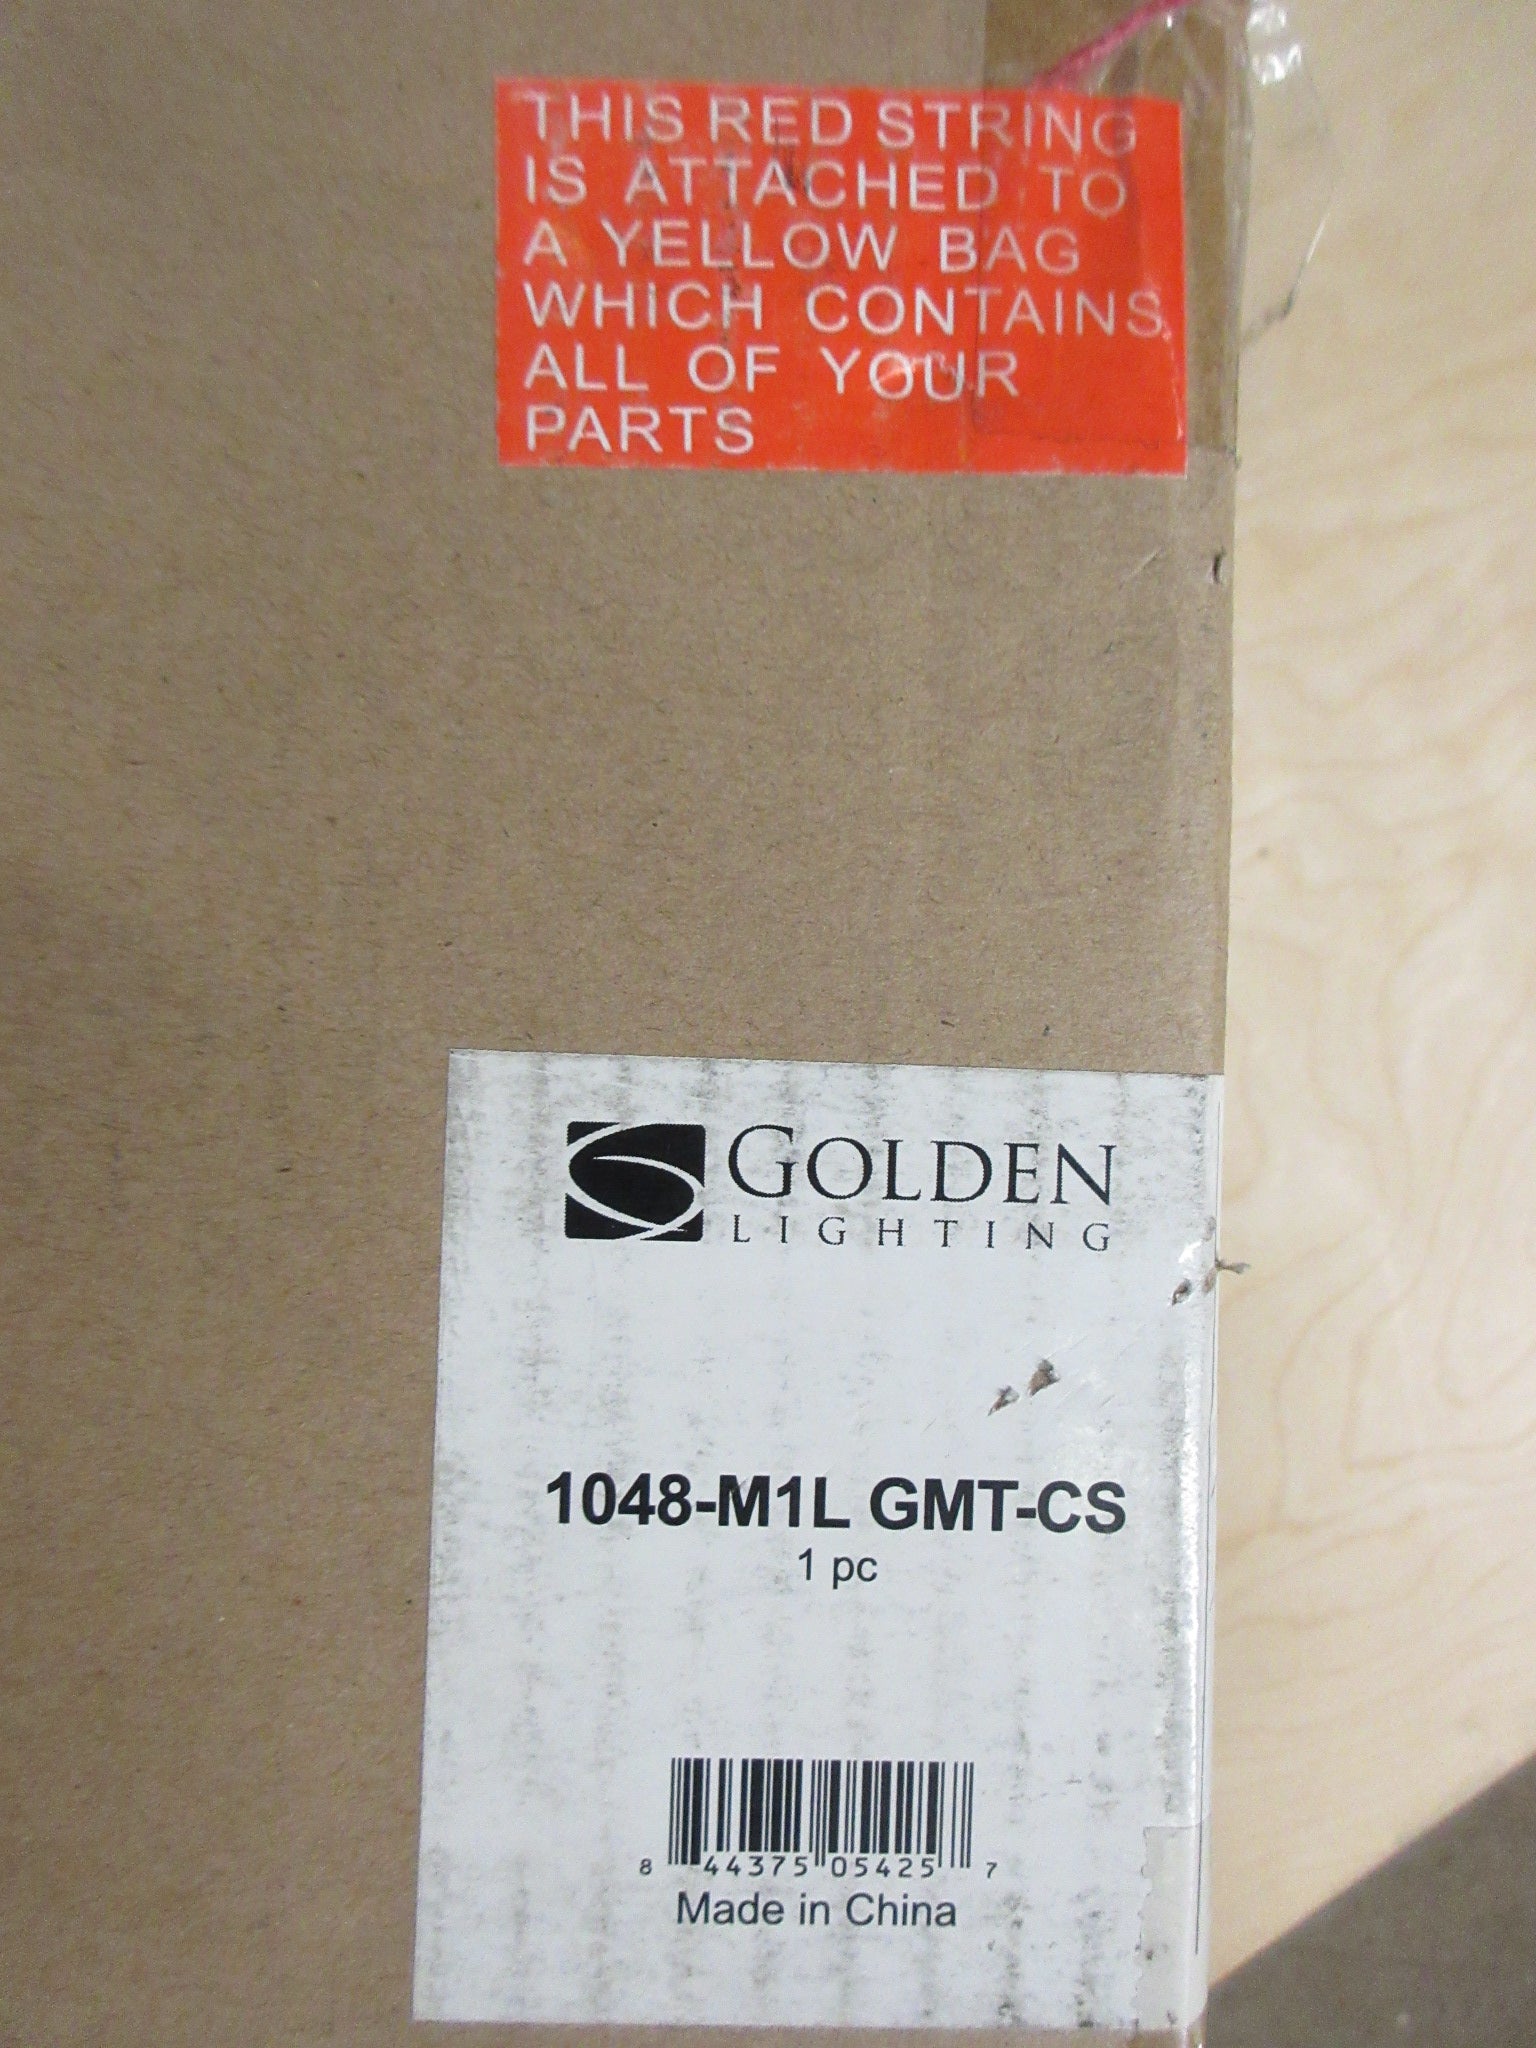 THIS RED STRING
IS ATTACHED TO
A YELLOW BAG
WHICH CONTAINS
ALL OF YOUR
PARTS
GOLDEN
LIGHTING
1048-M1L GMT-CS
1 pc
8 44375 05425 7
Made in China